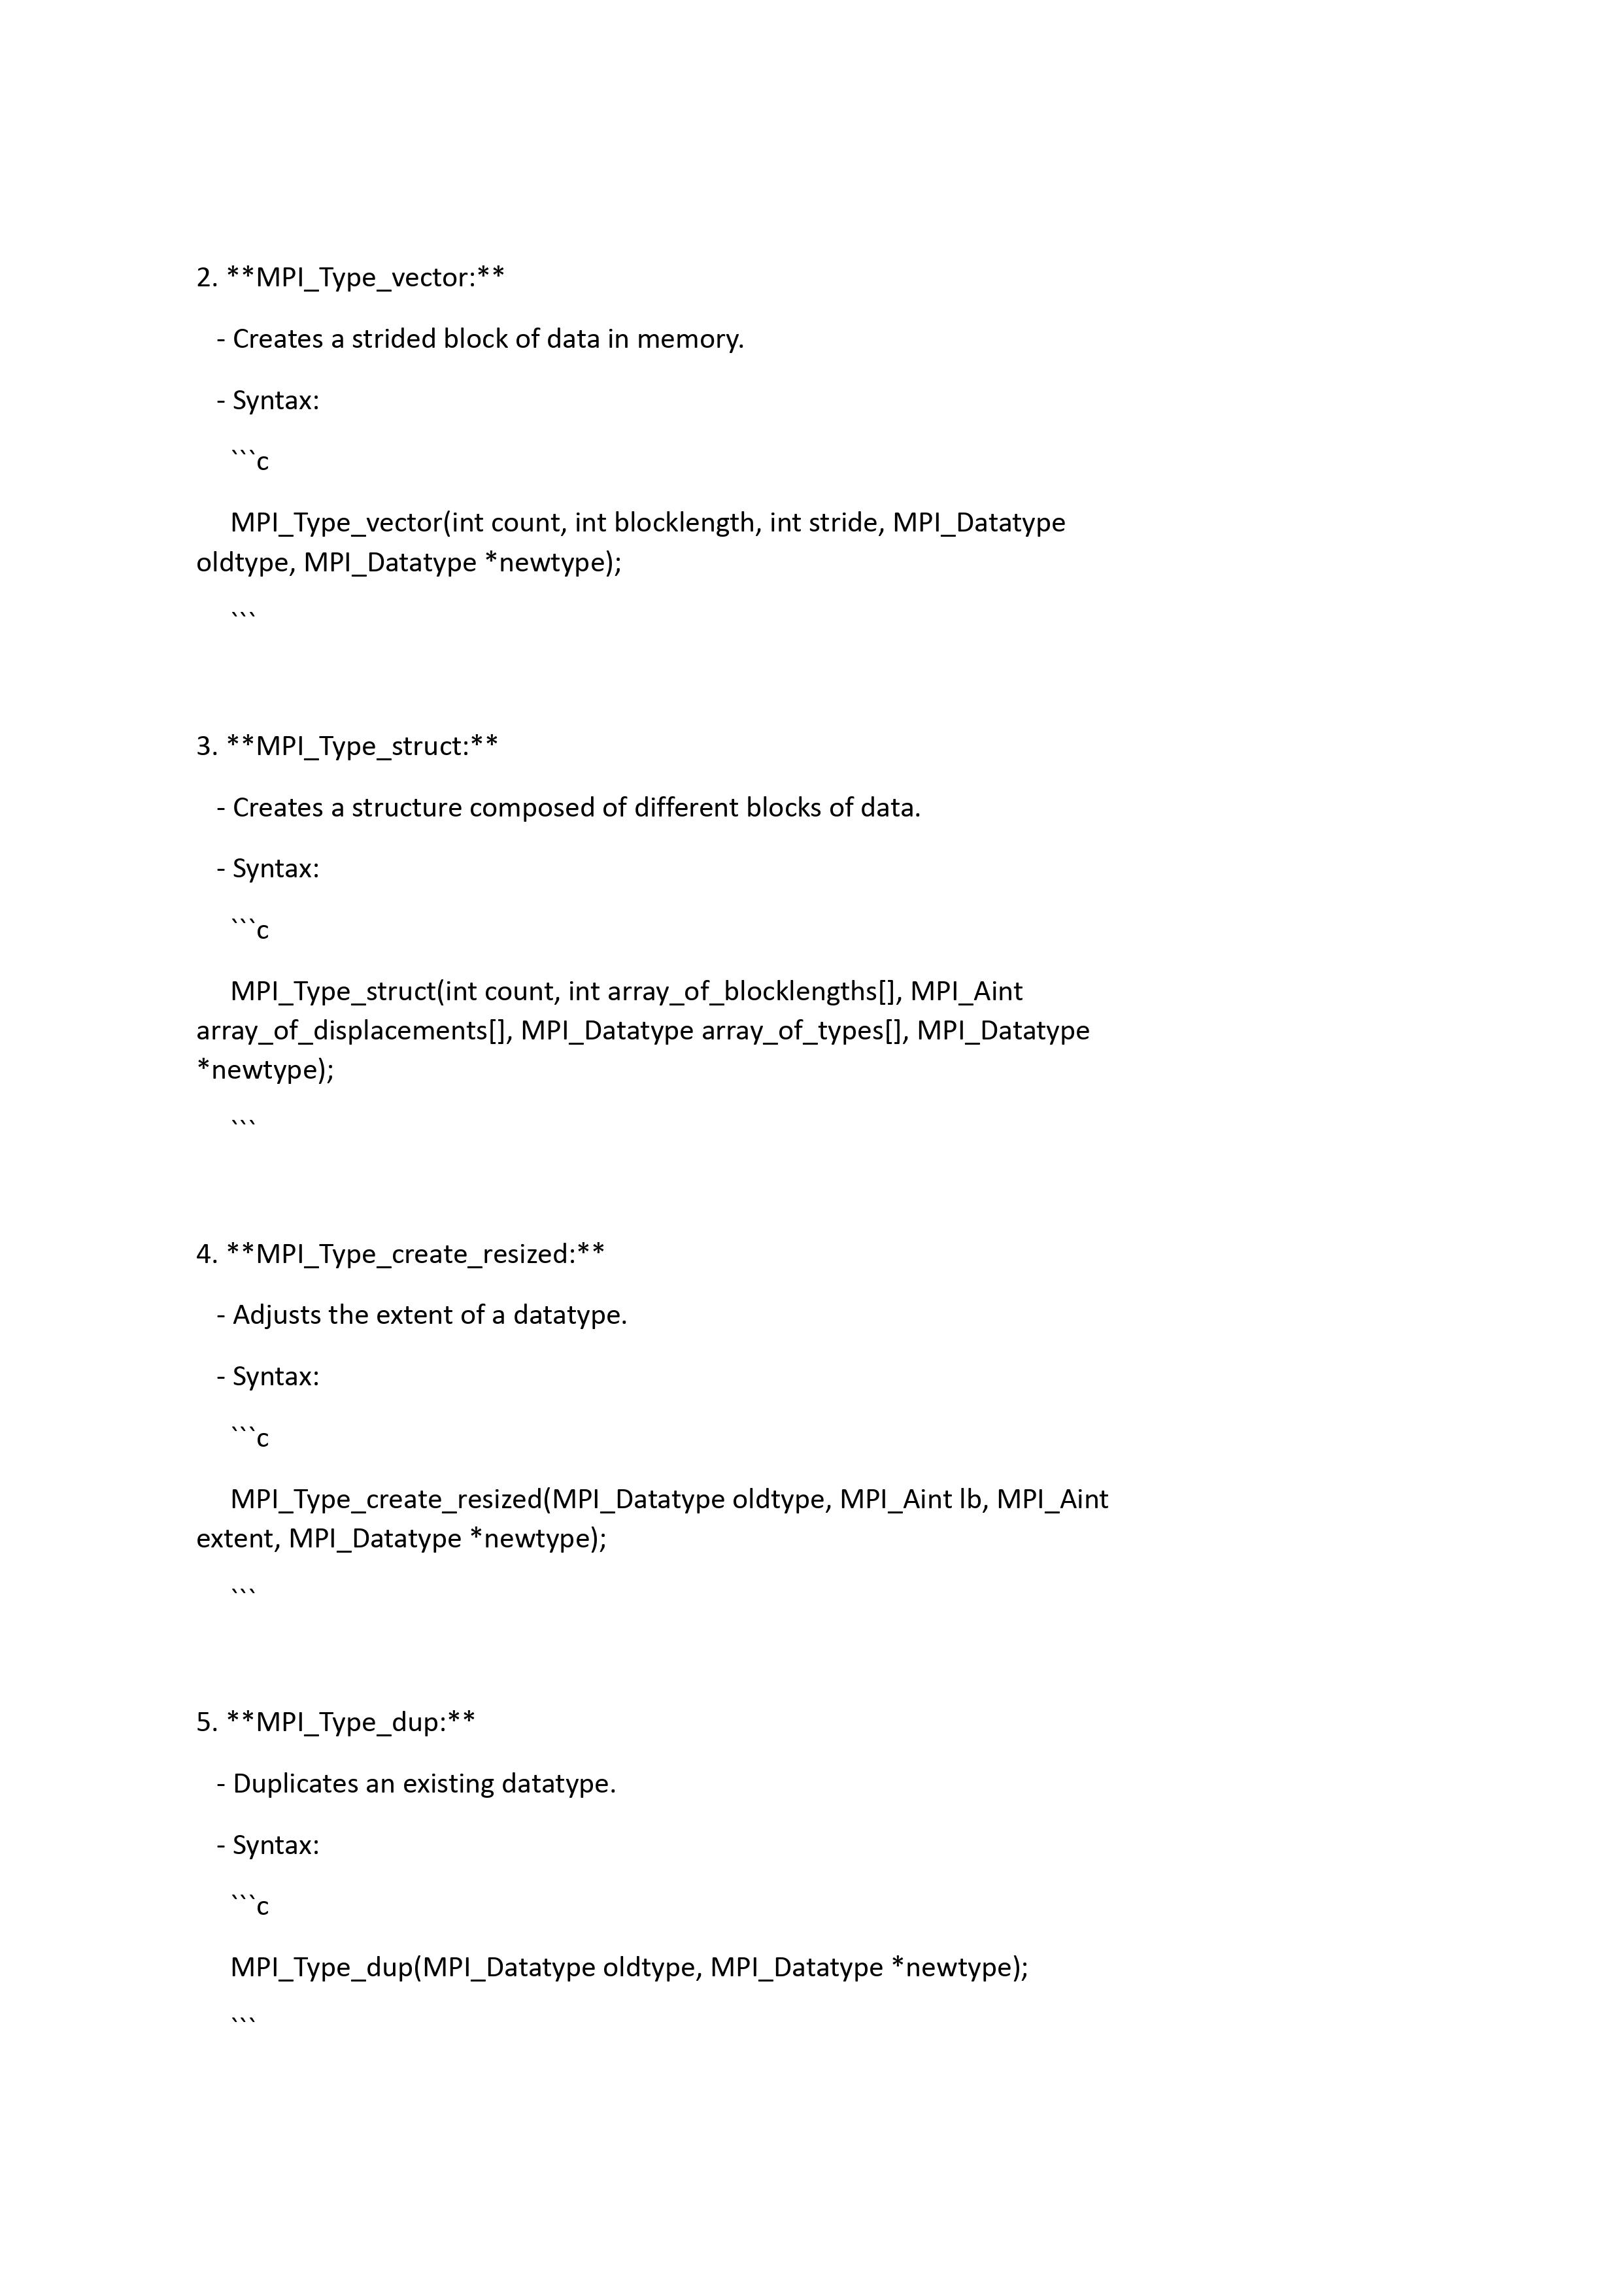 2. **MPI_Type_vector:**
- Creates a strided block of data in memory.
- Syntax:
```c
MPI_Type_vector(int count, int blocklength, int stride, MPI_Datatype
oldtype, MPI_Datatype *newtype);
```
3. **MPI_Type_struct:**
- Creates a structure composed of different blocks of data.
- Syntax:
```c
MPI_Type_struct(int count, int array_of_blocklengths[], MPI_Aint
array_of_displacements[], MPI_Datatype array_of_types[], MPI_Datatype
*newtype);
```
4. **MPI_Type_create_resized:**
- Adjusts the extent of a datatype.
- Syntax:
```c
MPI_Type_create_resized(MPI_Datatype oldtype, MPI_Aint lb, MPI_Aint
extent, MPI_Datatype *newtype);
```
5. **MPI_Type_dup:**
- Duplicates an existing datatype.
- Syntax:
```c
MPI_Type_dup(MPI_Datatype oldtype, MPI_Datatype *newtype);
```